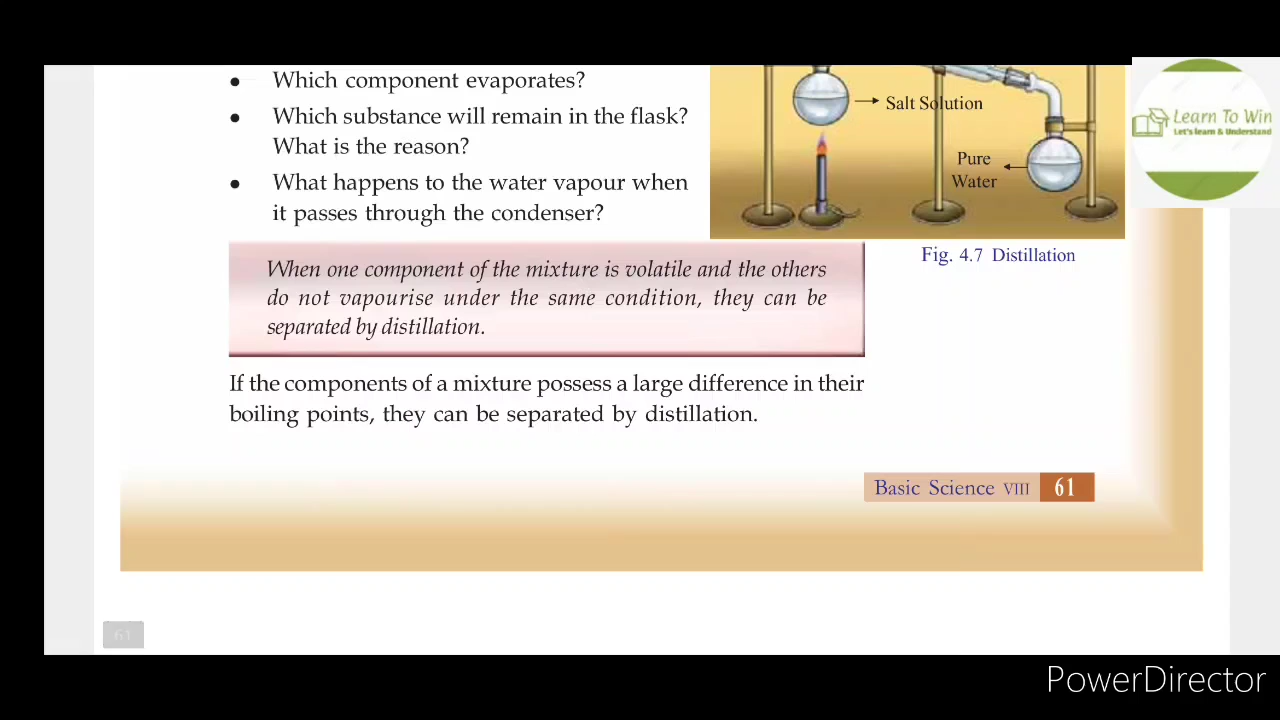 Which component evaporates?
Which substance will remain in the flask?
What is the reason?
What happens to the water vapour when
it passes through the condenser?
Salt Solution
Pure
Water
Learn To Win
Let's learn & Understand
Fig. 4.7 Distillation
When one component of the mixture is volatile and the others
do not vapourise under the same condition, they can be
separated by distillation.
If the components of a mixture possess a large difference in their
boiling points, they can be separated by distillation.
Basic Science VIII 61
61
PowerDirector